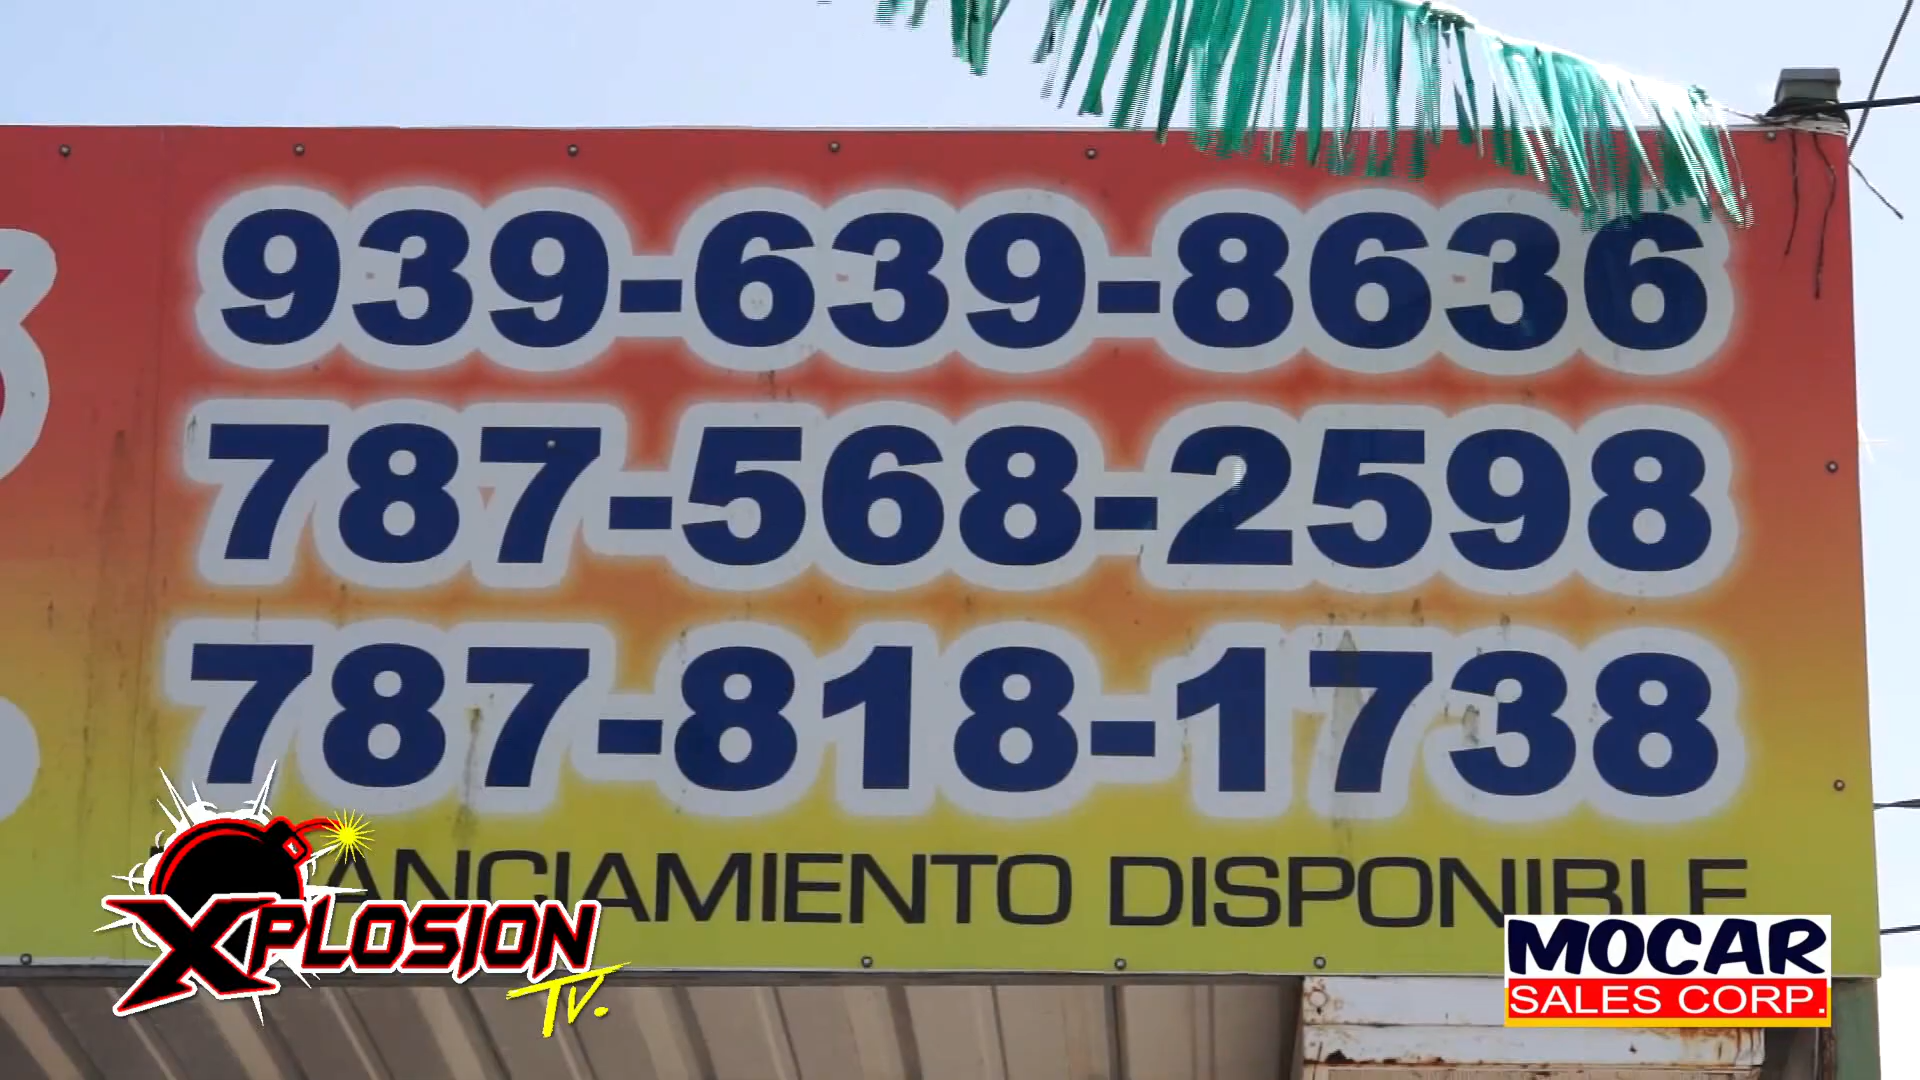 939-639-8636
787-568-2598
787-818-1738
ANCIAMIENTO DISPONIBLE
XPLOSION
TV.
MOCAR
SALES CORP.